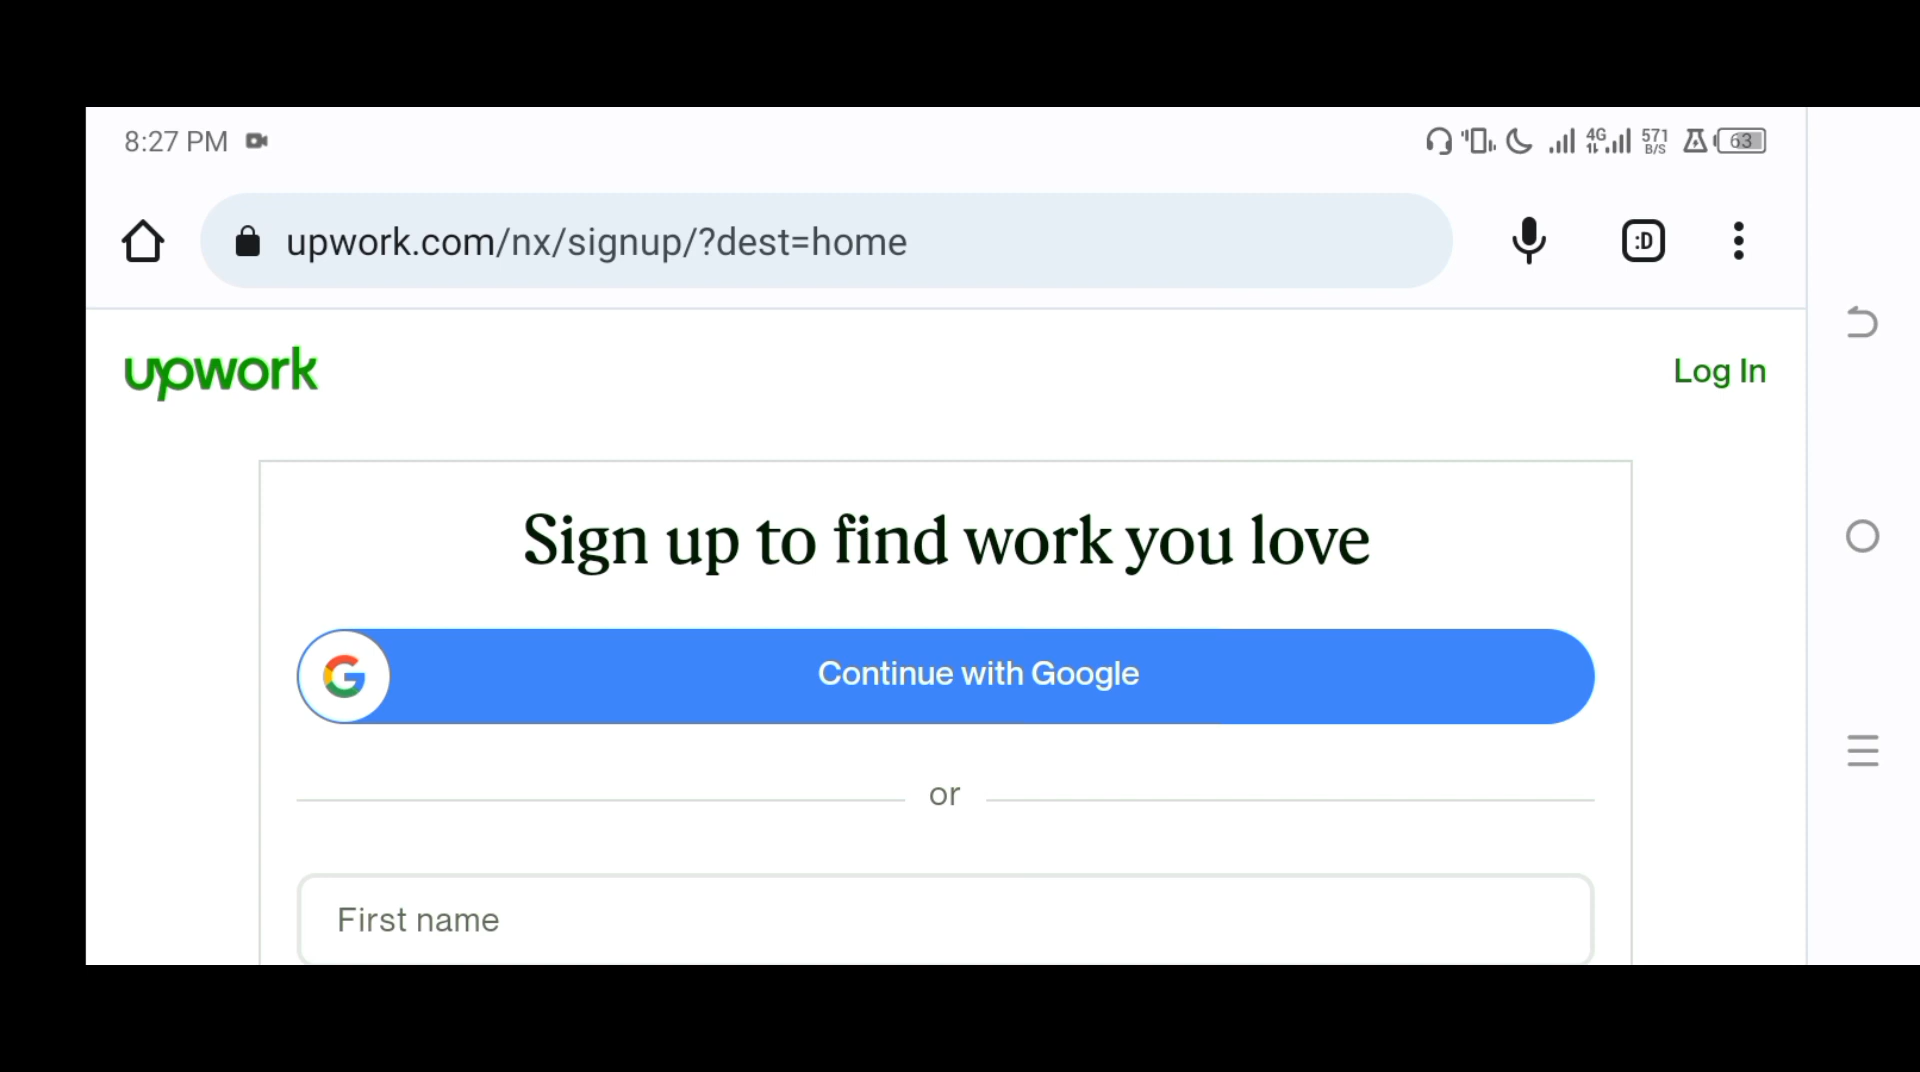 8:27 PM 4G 571 B/S 63
upwork.com/nx/signup/?dest=home :D
upwork Log In
Sign up to find work you love
G Continue with Google
or
First name